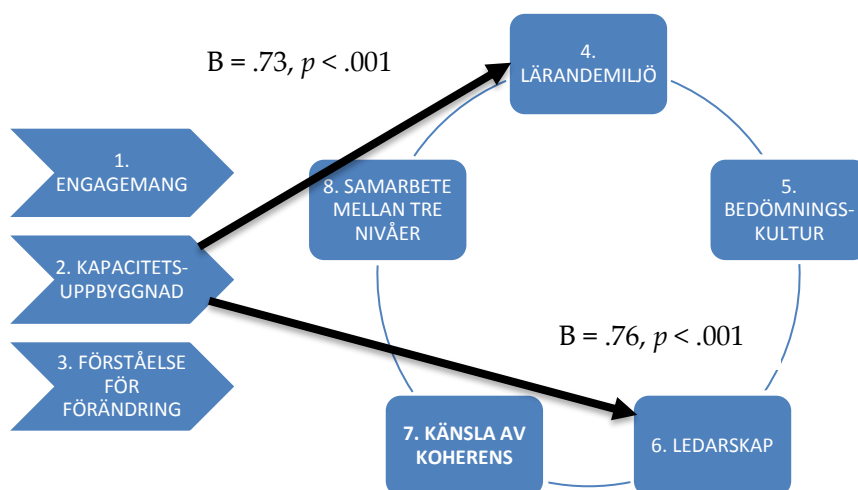 B = .73, p < .001
4.
LÄRANDEMILJÖ
1.
ENGAGEMANG
8. SAMARBETE
MELLAN TRE
NIVÅER
5.
BEDÖMNINGS-
KULTUR
2. KAPACITETS-
UPPBYGGNAD
B = .76, p < .001
3. FÖRSTÅELSE
FÖR
FÖRÄNDRING
7. KÄNSLA AV
KOHERENS
6. LEDARSKAP